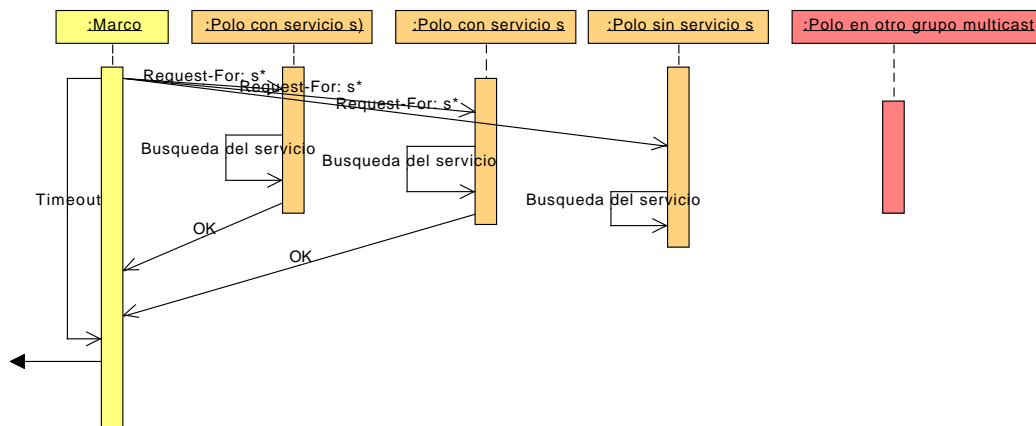 :Marco
:Polo con servicio s)
:Polo con servicio s
:Polo sin servicio s
:Polo en otro grupo multicast
Request-For: s*
Request-For: s*
Request-For: s*
Busqueda del servicio
Busqueda del servicio
Timeout
Busqueda del servicio
OK
OK